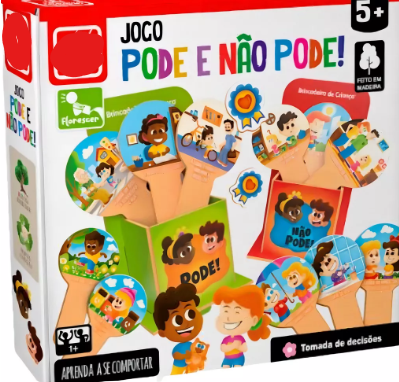 5+
JOGO
PODE E NÃO PODE!
FEITO EM
MADEIRA
Florescer
Brincadeira de Criança
JOGO
PODE E
NÃO PODE!
PODE!
NÃO
PODE!
1+
Tomada de decisões
APRENDA A SE COMPORTAR